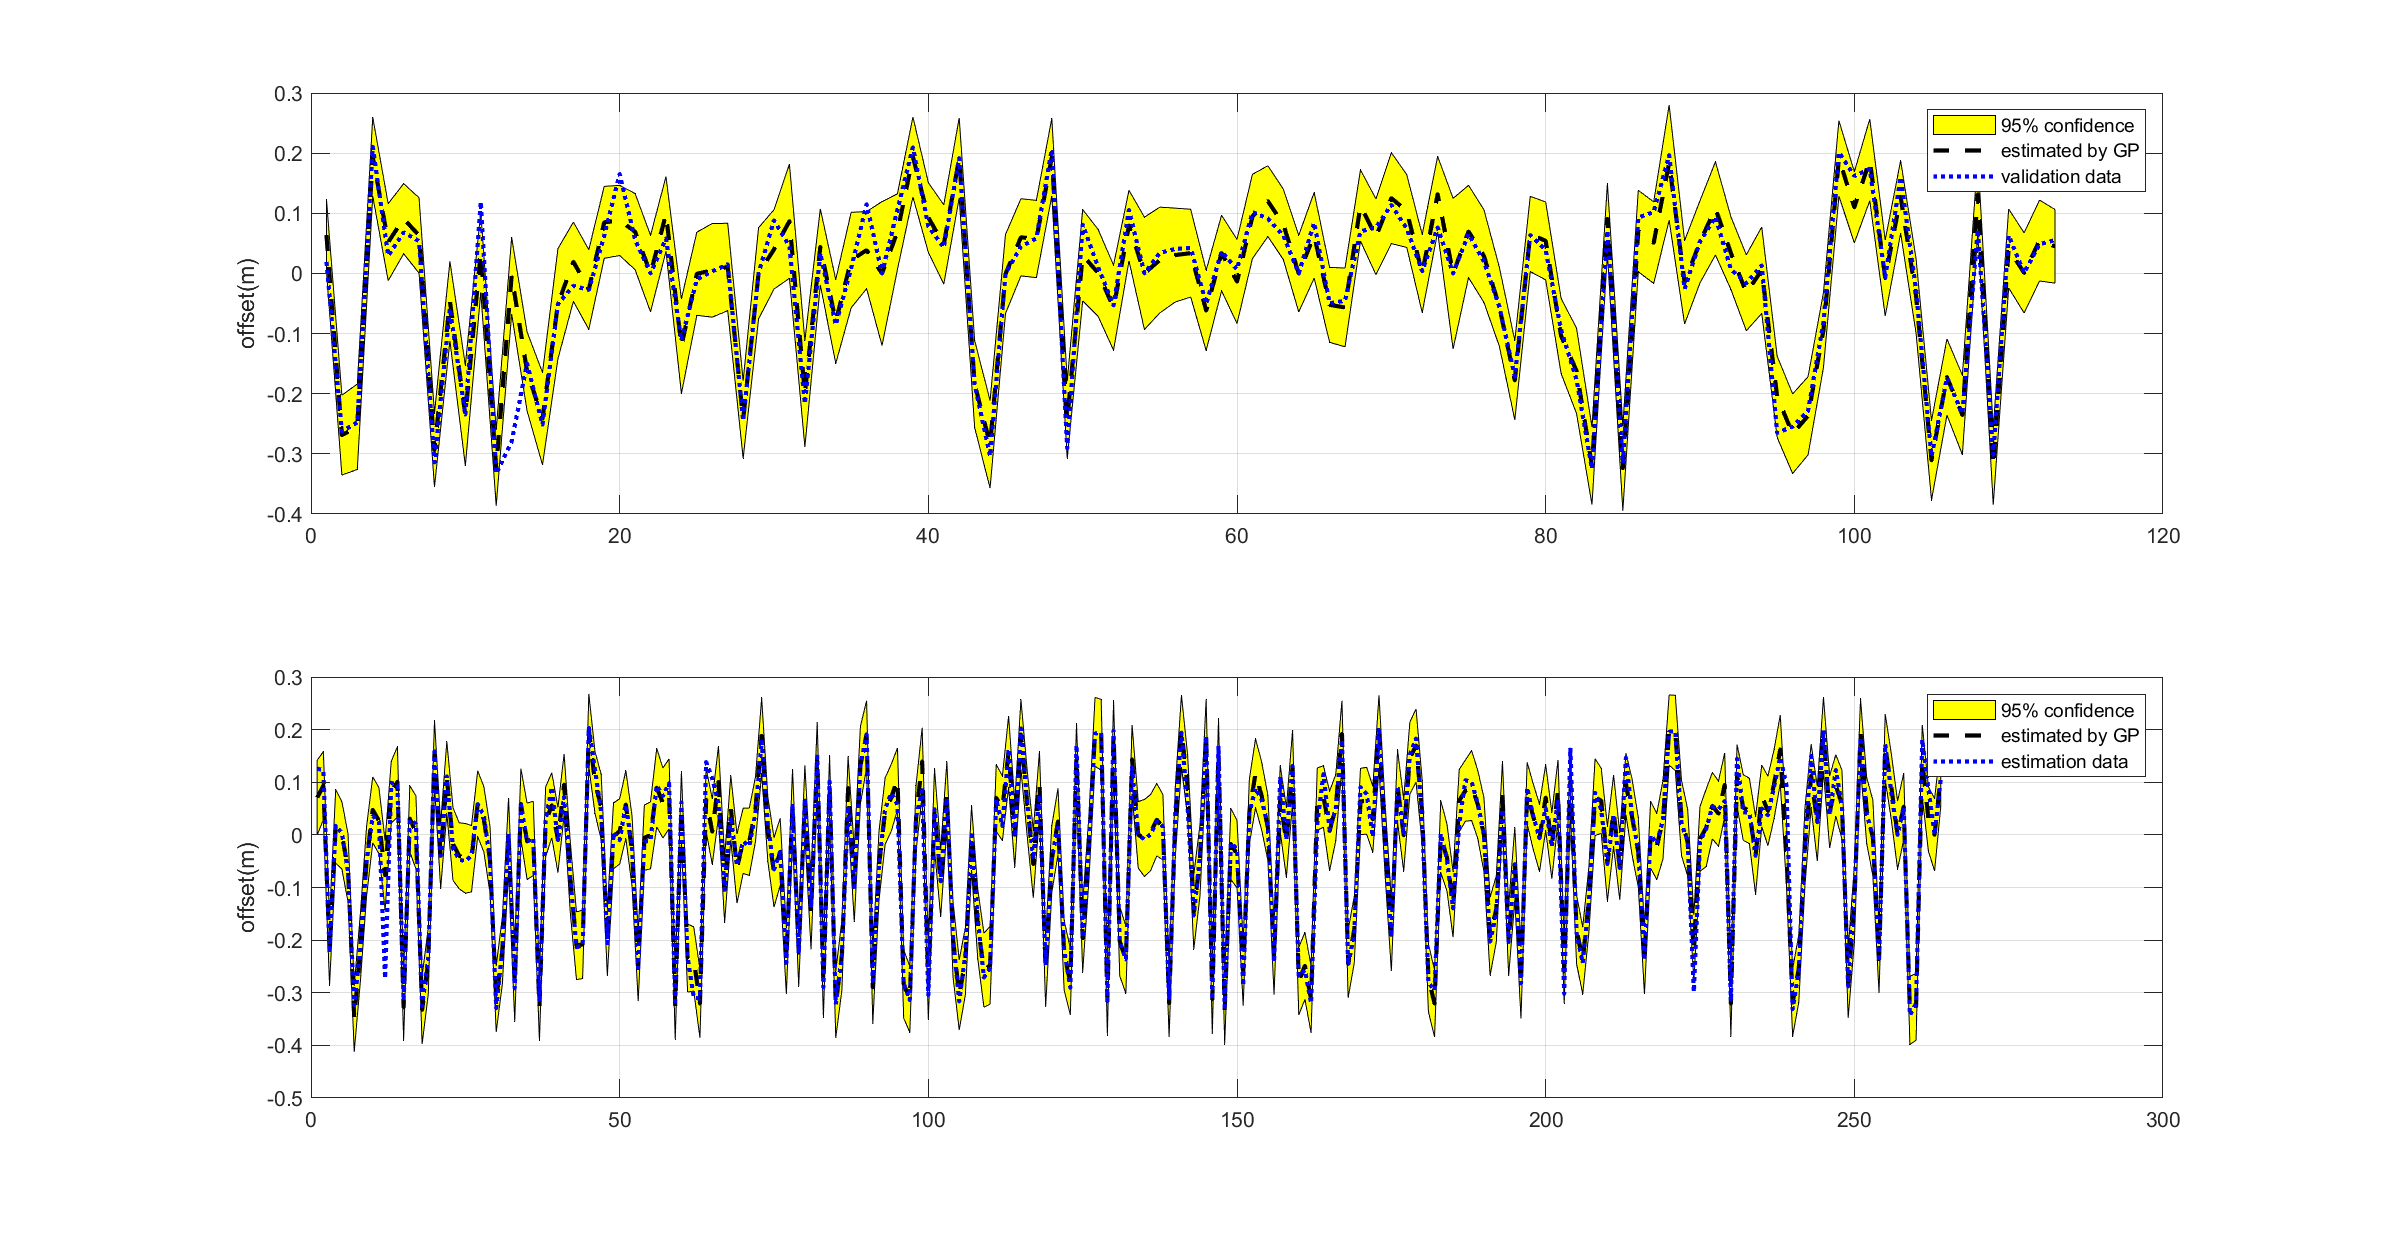 0.3
0.2
0.1
0
-0.1
-0.2
-0.3
-0.4
offset(m)
0 20 40 60 80 100 120
95% confidence
estimated by GP
validation data
0.3
0.2
0.1
0
-0.1
-0.2
-0.3
-0.4
-0.5
offset(m)
0 50 100 150 200 250 300
95% confidence
estimated by GP
estimation data